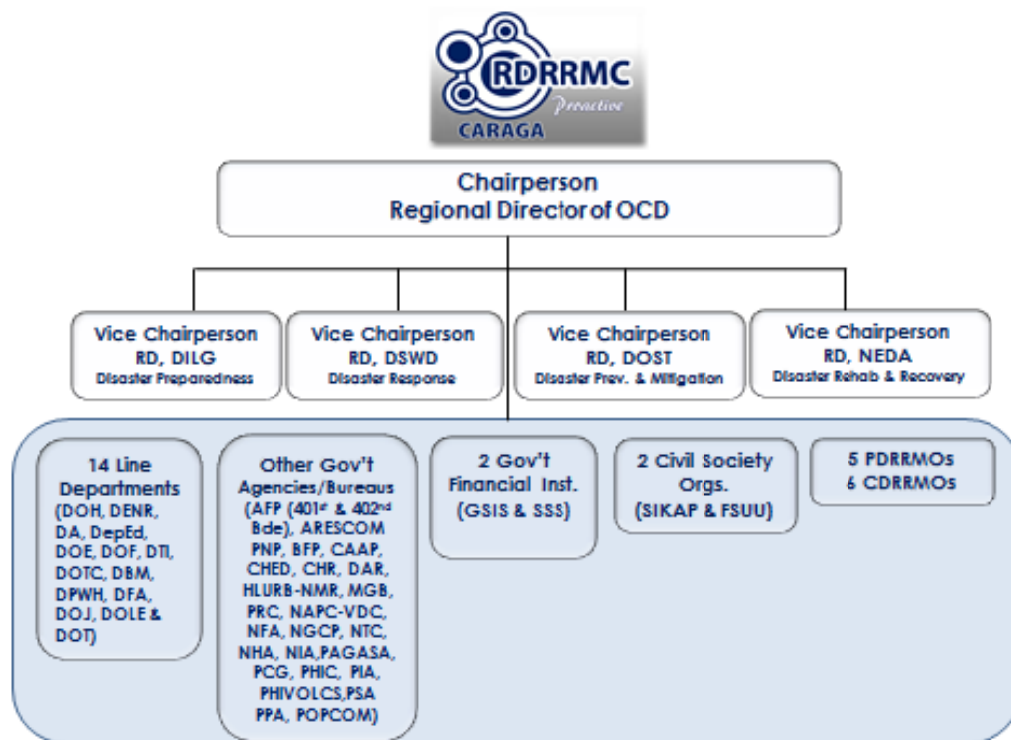 RDRRMC
Proactive
CARAGA
Chairperson
Regional Director of OCD
Vice Chairperson
RD, DILG
Disaster Preparedness
Vice Chairperson
RD, DSWD
Disaster Response
Vice Chairperson
RD, DOST
Disaster Prev. & Mitigation
Vice Chairperson
RD, NEDA
Disaster Rehab & Recovery
14 Line
Departments
(DOH, DENR,
DA, DepEd,
DOE, DOF, DTI,
DOTC, DBM,
DPWH, DFA,
DOJ, DOLE &
DOT)
Other Gov't
Agencies/Bureaus
(AFP (401st & 402nd
Bde), ARESCOM
PNP, BFP, CAAP,
CHED, CHR, DAR,
HLURB-NMR, MGB,
PRC, NAPC-VDC,
NFA, NGCP, NTC,
NHA, NIA,PAGASA,
PCG, PHIC, PIA,
PHIVOLCS,PSA
PPA, POPCOM)
2 Gov't
Financial Inst.
(GSIS & SSS)
2 Civil Society
Orgs.
(SIKAP & FSUU)
5 PDRRMOs
6 CDRRMOs